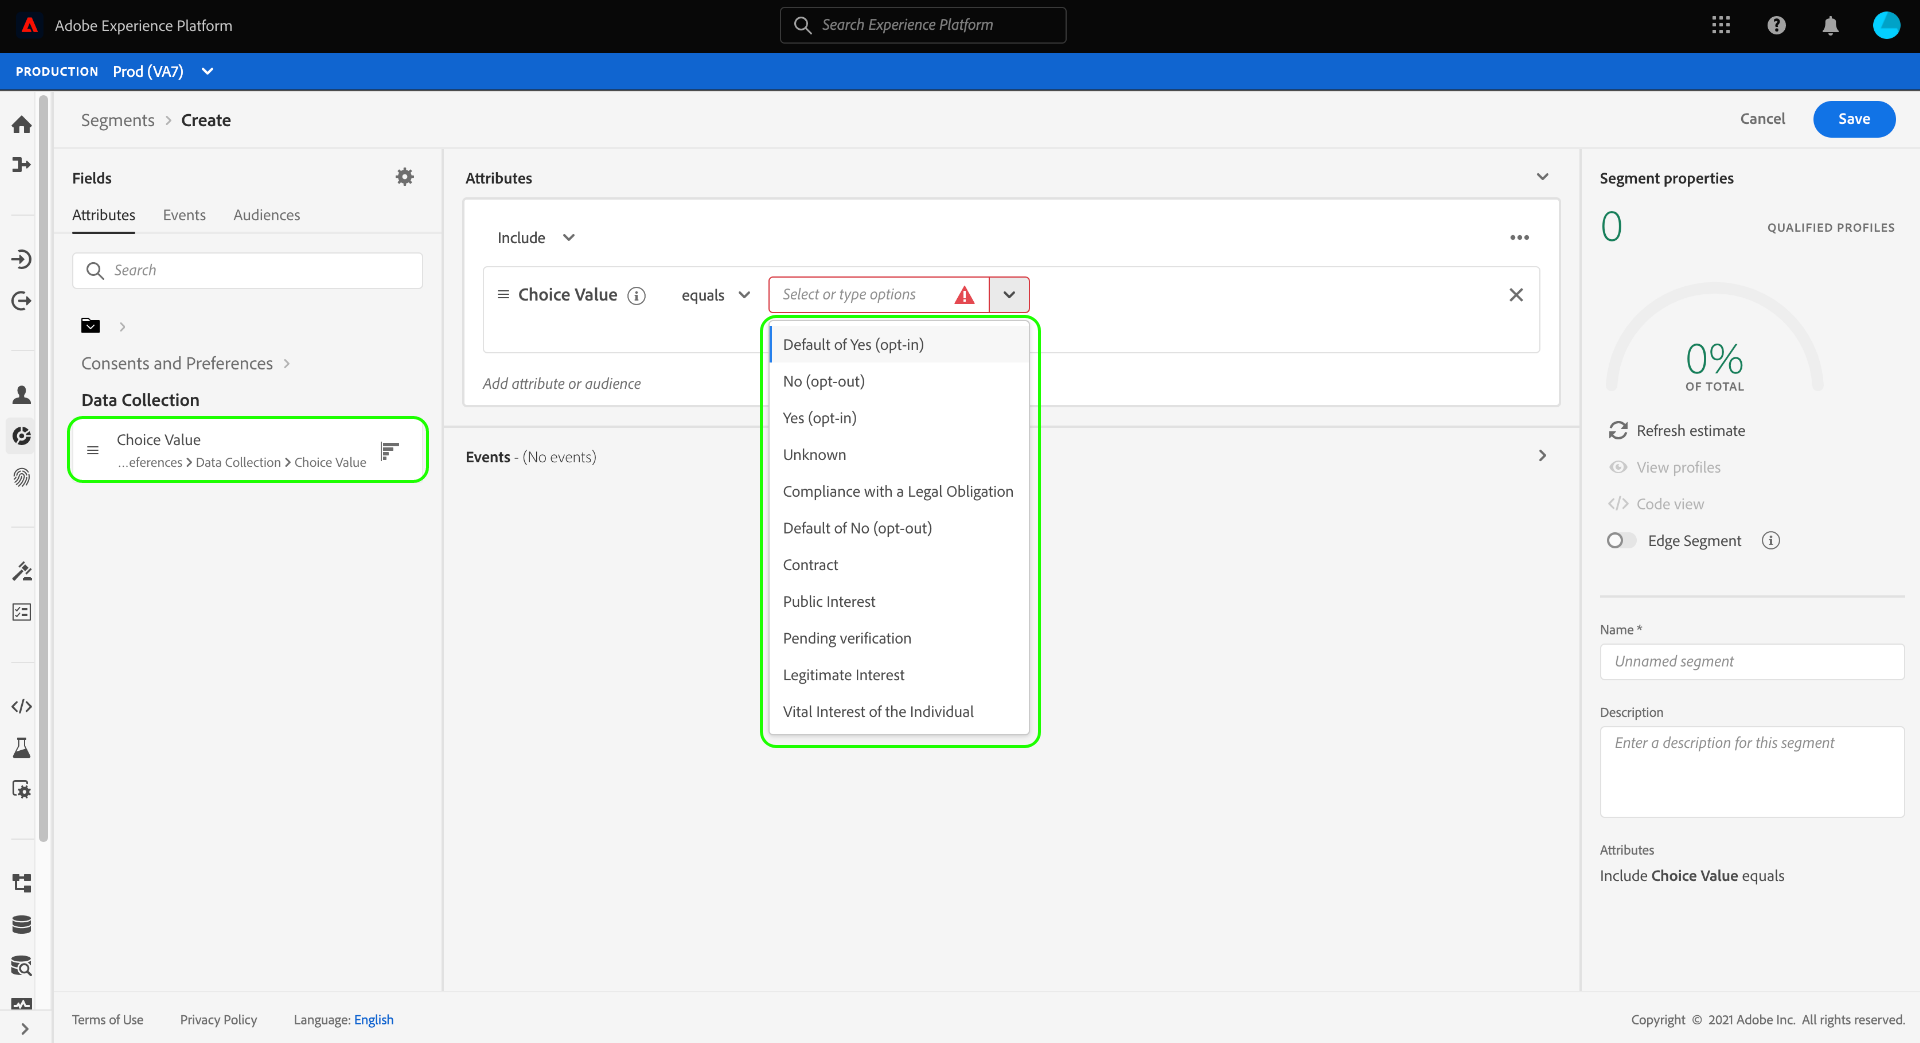 Adobe Experience Platform
Search Experience Platform
PRODUCTION Prod (VA7)
Segments > Create
Cancel
Save
Fields
Attributes Events Audiences
Search
Consents and Preferences >
Data Collection
Choice Value
...eferences > Data Collection > Choice Value
Attributes
Include
Choice Value equals Select or type options
Default of Yes (opt-in)
No (opt-out)
Yes (opt-in)
Unknown
Compliance with a Legal Obligation
Default of No (opt-out)
Contract
Public Interest
Pending verification
Legitimate Interest
Vital Interest of the Individual
Add attribute or audience
Events - (No events)
Segment properties
0 QUALIFIED PROFILES
0%
OF TOTAL
Refresh estimate
View profiles
Code view
Edge Segment
Name *
Unnamed segment
Description
Enter a description for this segment
Attributes
Include Choice Value equals
Terms of Use Privacy Policy Language: English
Copyright © 2021 Adobe Inc. All rights reserved.